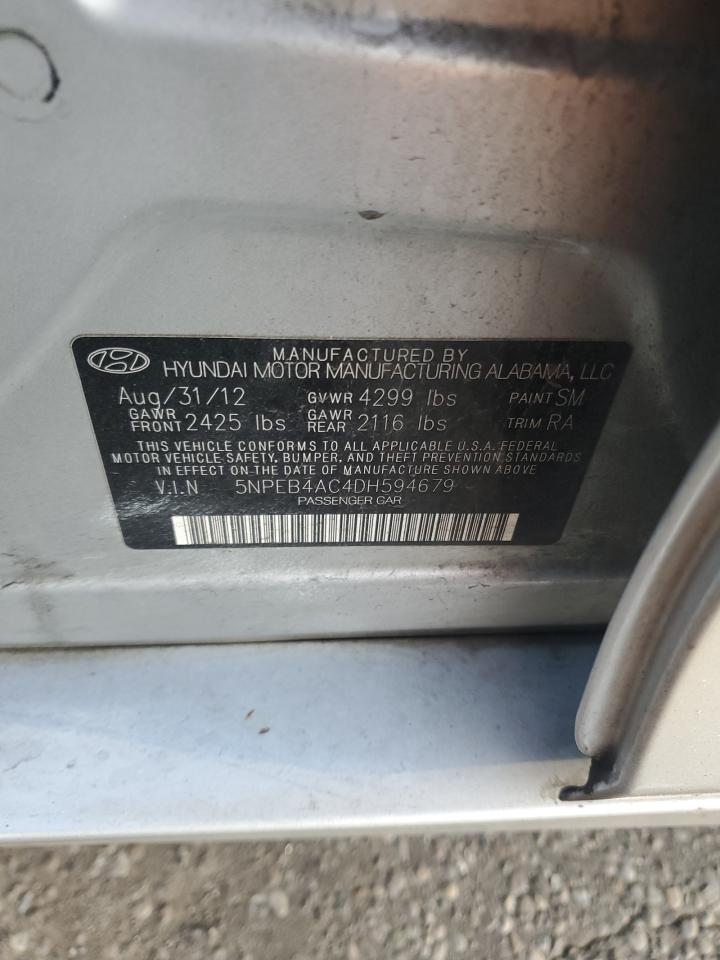 MANUFACTURED BY
HYUNDAI MOTOR MANUFACTURING ALABAMA, LLC
Aug/31/12 GVWR 4299 lbs PAINT SM
GAWR FRONT 2425 lbs GAWR REAR 2116 lbs TRIM RA
THIS VEHICLE CONFORMS TO ALL APPLICABLE U.S.A. FEDERAL
MOTOR VEHICLE SAFETY, BUMPER, AND THEFT PREVENTION STANDARDS
IN EFFECT ON THE DATE OF MANUFACTURE SHOWN ABOVE
V.I.N 5NPEB4AC4DH594679
PASSENGER CAR